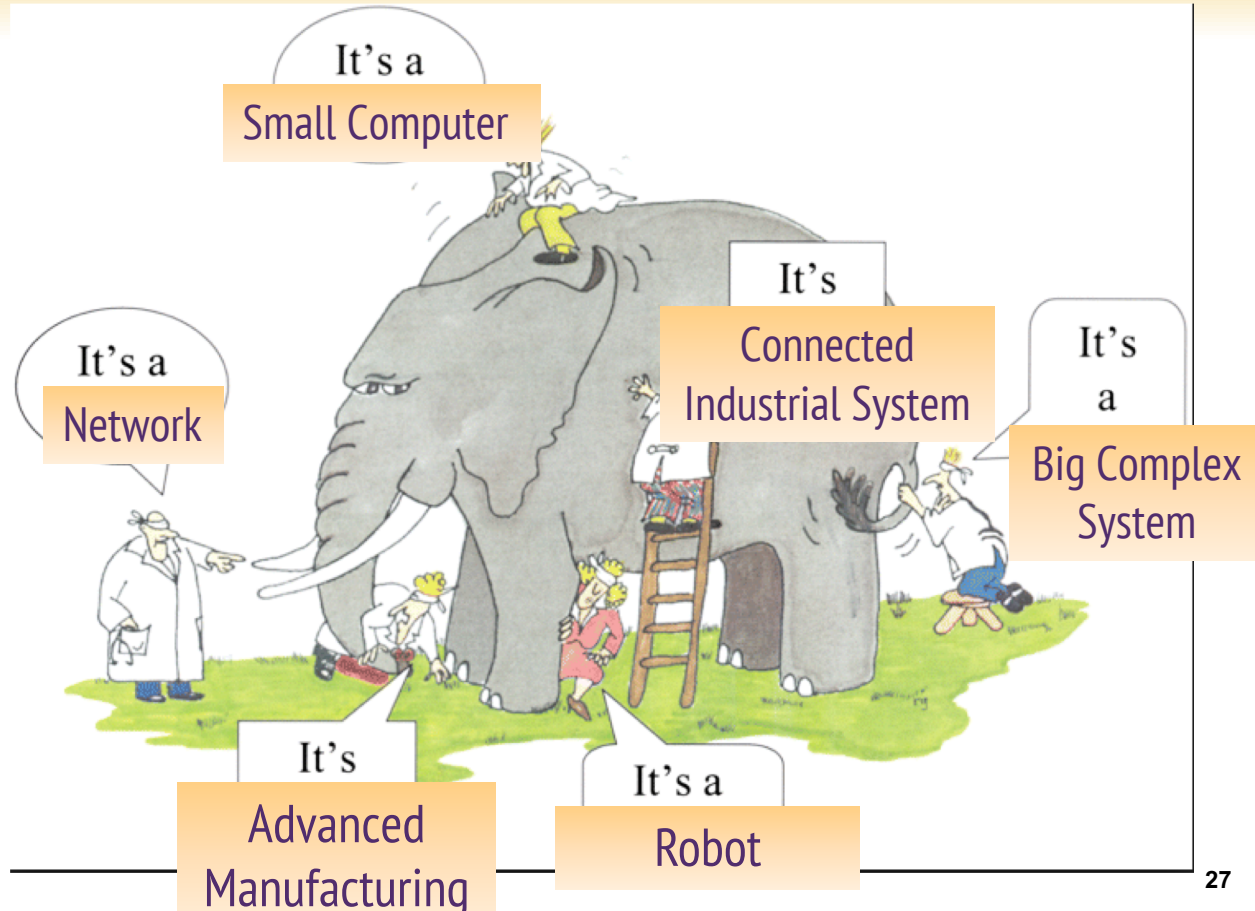 It's a
Small Computer
It's
Connected
Industrial System
It's a
Network
It's
a
Big Complex
System
It's
Advanced
Manufacturing
It's a
Robot
27